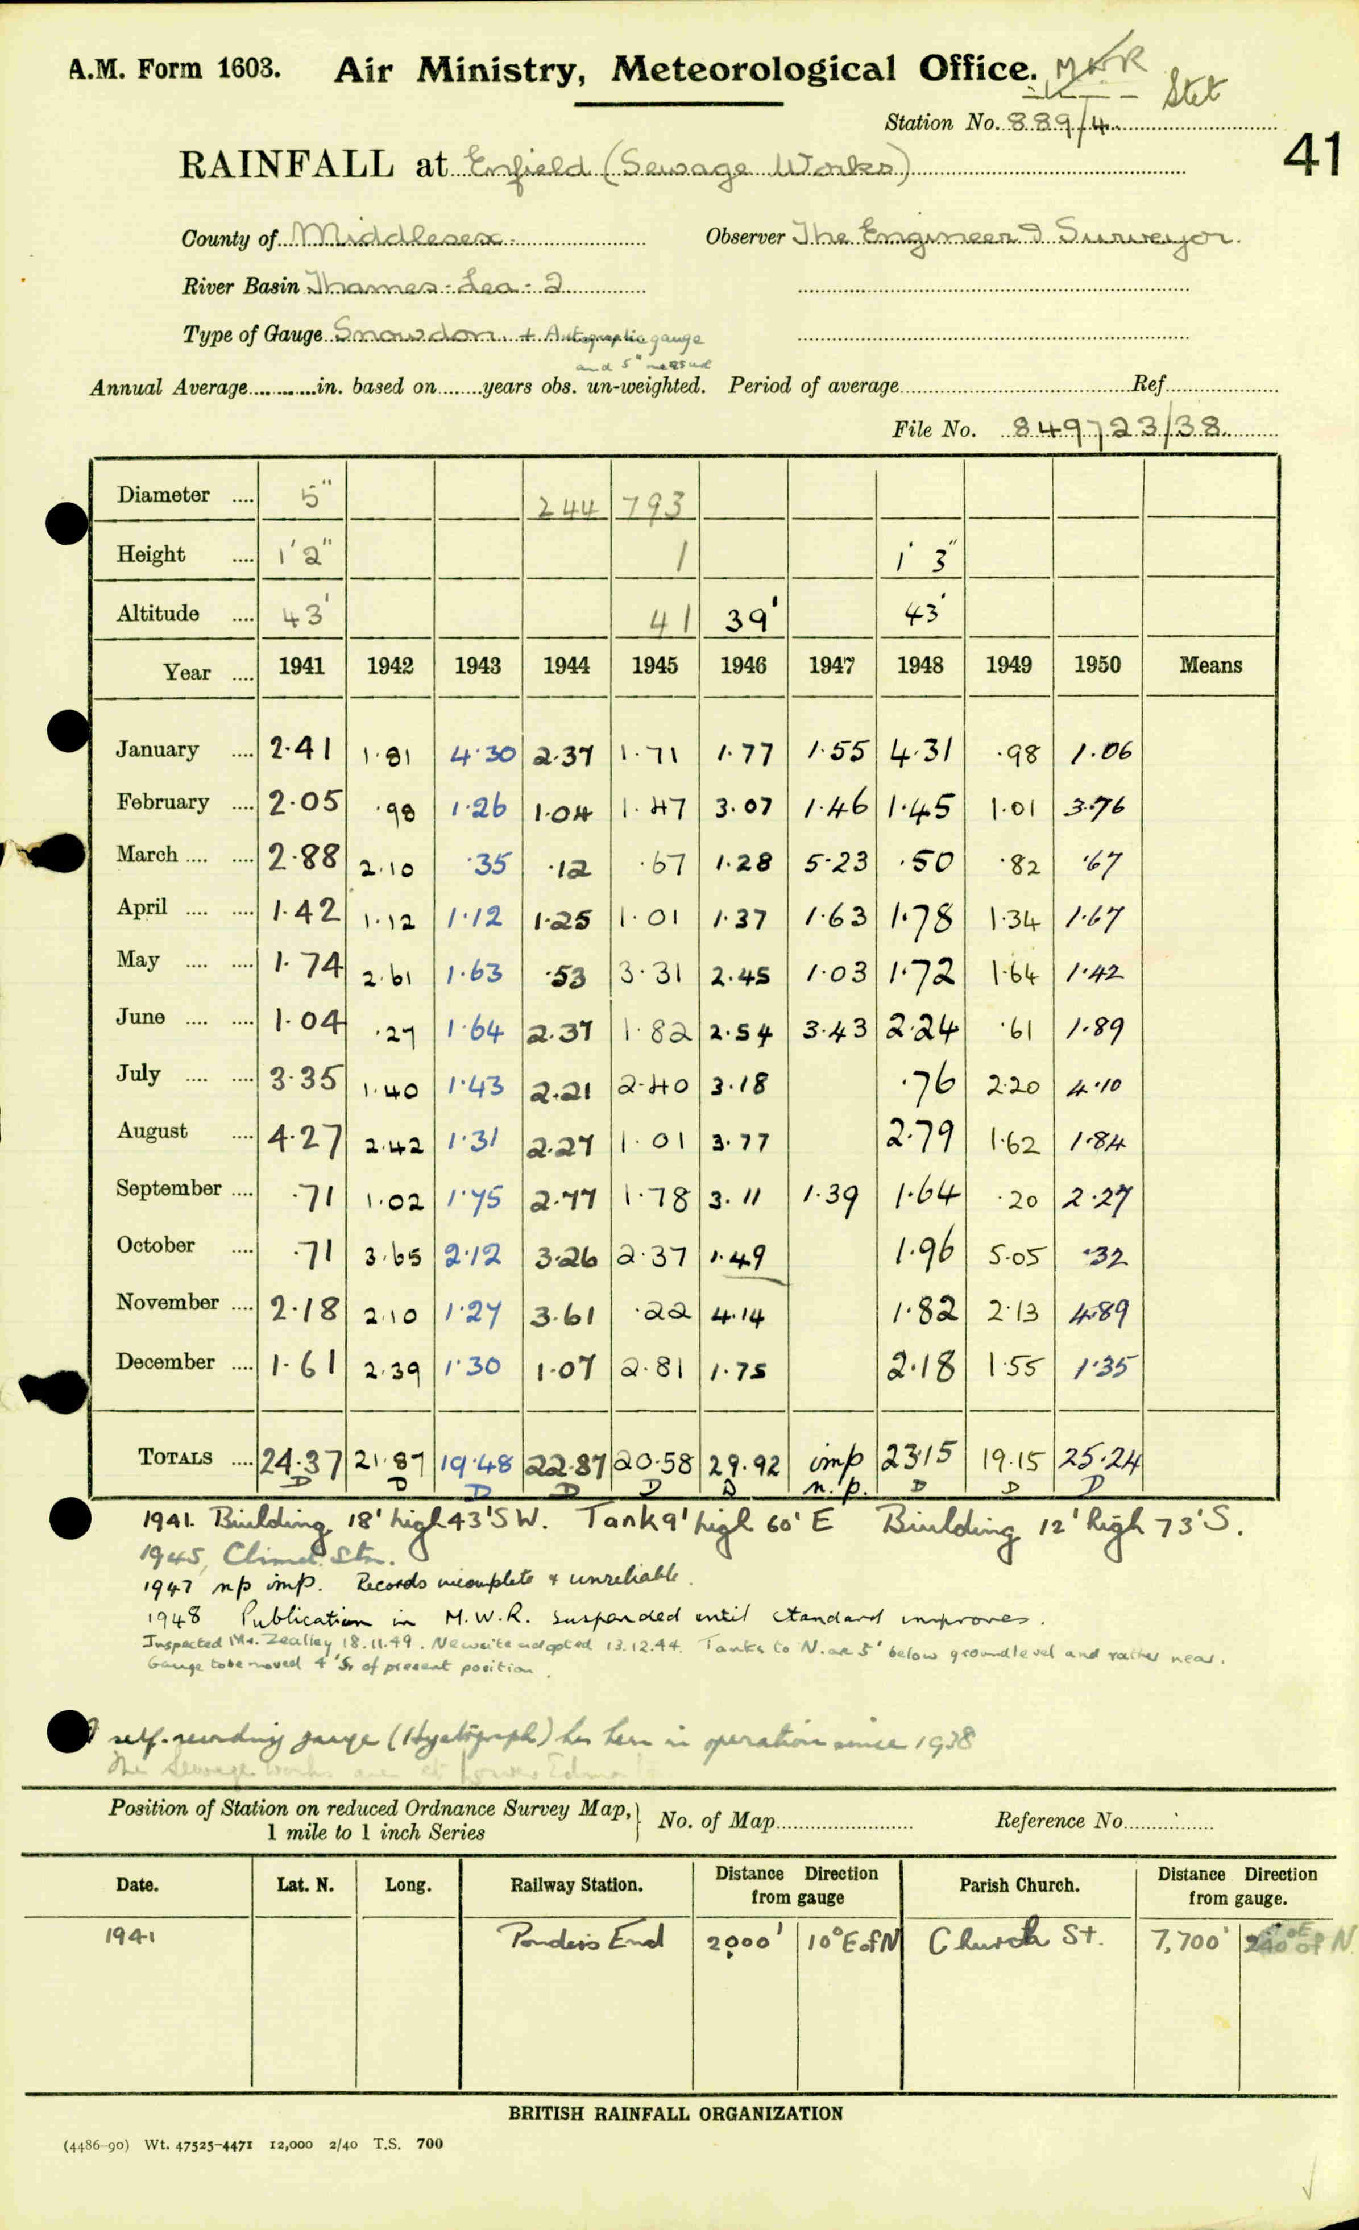 A.M. Form 1603. Air Ministry, Meteorological Office. M.W.R. Stet
Station No. 889/4
41
RAINFALL at Enfield (Sewage Works)
County of Middlesex. Observer The Engineer & Surveyor.
River Basin Thames - Lea - 2
Type of Gauge Snowdon + Autographic gauge
and 5"
Annual Average in. based on years obs. un-weighted. Period of average Ref
File No. 849723/38
Diameter 5" 244 793
Height 1'2" 1 1' 3"
Altitude 43' 41 39' 43'
Year 1941 1942 1943 1944 1945 1946 1947 1948 1949 1950 Means
January 2.41 1.81 4.30 2.37 1.71 1.77 1.55 4.31 .98 1.06
February 2.05 .98 1.26 1.04 1.47 3.07 1.46 1.45 1.01 3.76
March 2.88 2.10 .35 .12 .67 1.28 5.23 .50 .82 .67
April 1.42 1.12 1.12 1.25 1.01 1.37 1.63 1.78 1.34 1.67
May 1.74 2.61 1.63 .53 3.31 2.45 1.03 1.72 1.64 1.42
June 1.04 .27 1.64 2.37 1.82 2.54 3.43 2.24 .61 1.89
July 3.35 1.40 1.43 2.21 2.40 3.18 .76 2.20 4.10
August 4.27 2.42 1.31 2.27 1.01 3.77 2.79 1.62 1.84
September .71 1.02 1.75 2.77 1.78 3.11 1.39 1.64 .20 2.27
October .71 3.65 2.12 3.26 2.37 1.49 1.96 5.05 .32
November 2.18 2.10 1.27 3.61 .22 4.14 1.82 2.13 4.89
December 1.61 2.39 1.30 1.07 2.81 1.75 2.18 1.55 1.35
TOTALS 24.37 21.87 19.48 22.87 20.58 29.92 imp 23.15 19.15 25.24
D D D D D D n.p. D D D
1941. Building 18' high 43' SW. Tank 9' high 60' E Building 12' high 73' S.
1945, Climat. Stn.
1947 np imp. Records incomplete & unreliable.
1948 Publication in M.W.R. suspended until standard improves.
Inspected Mr. Zealley 18.11.49. New site adopted 13.12.44. Tanks to N. are 5' below ground level and rather near.
Gauge to be moved 4' S. of present position.
self-recording gauge (Hyetograph) has been in operation since 1938
The Sewage Works are at
Position of Station on reduced Ordnance Survey Map, No. of Map Reference No
1 mile to 1 inch Series
Date. Lat. N. Long. Railway Station. Distance Direction from gauge Parish Church. Distance Direction from gauge.
1941 Ponders End 2000' 10° E of N Church St. 7,700' 240° of N
BRITISH RAINFALL ORGANIZATION
(4486-90) Wt. 47525-4471 12,000 2/40 T.S. 700